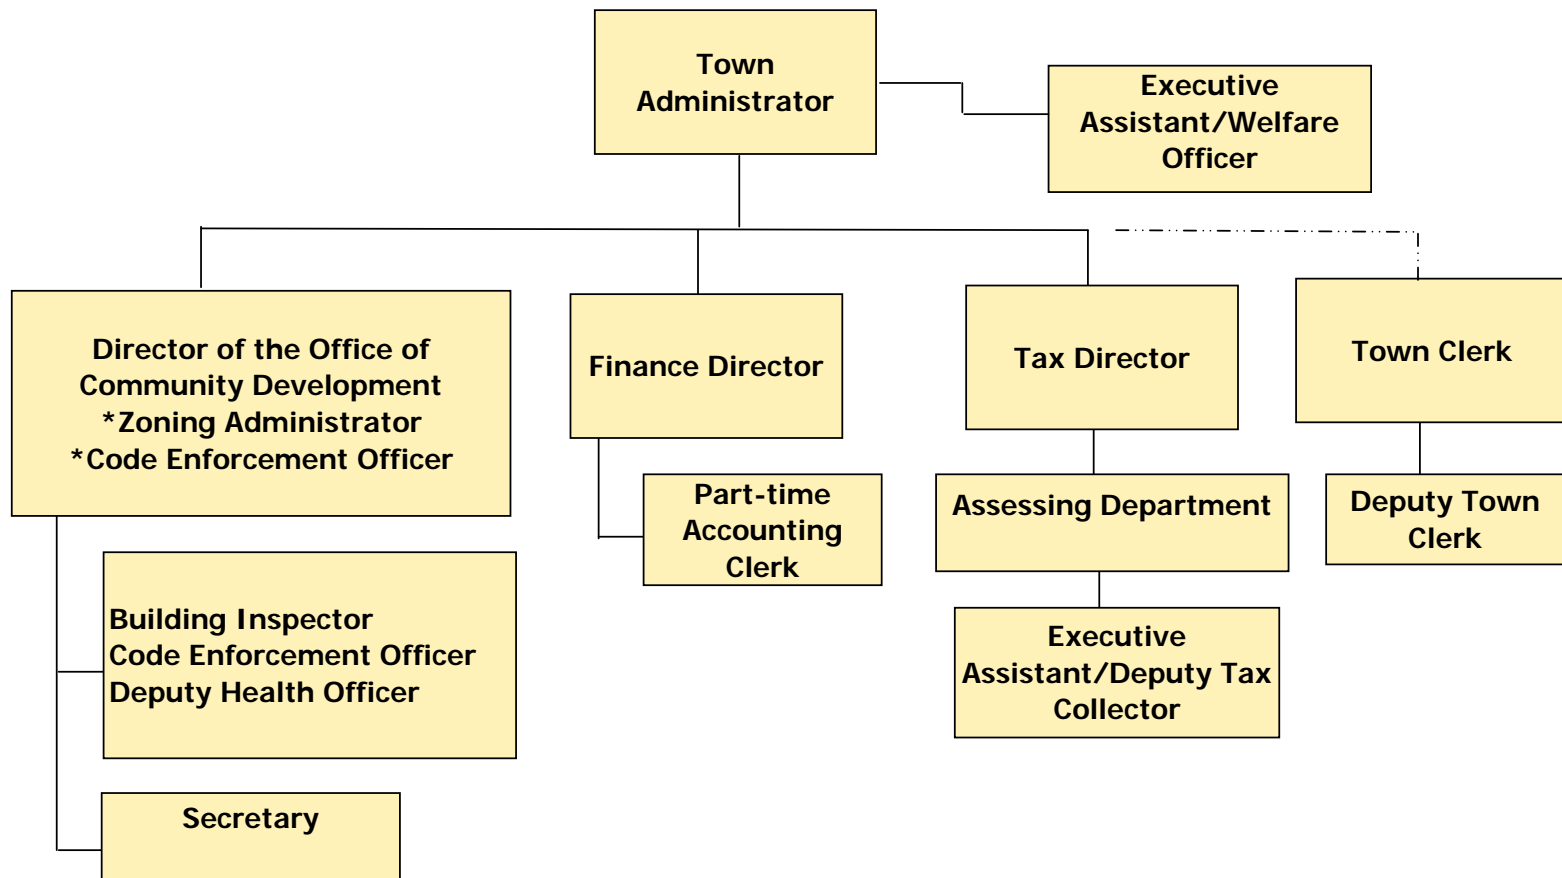 Town
Administrator
Executive
Assistant/Welfare
Officer
Director of the Office of
Community Development
*Zoning Administrator
*Code Enforcement Officer
Finance Director
Tax Director
Town Clerk
Part-time
Accounting
Clerk
Assessing Department
Deputy Town
Clerk
Building Inspector
Code Enforcement Officer
Deputy Health Officer
Executive
Assistant/Deputy Tax
Collector
Secretary